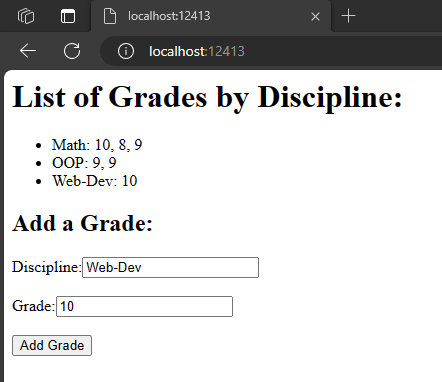 localhost:12413
localhost:12413
List of Grades by Discipline:
Math: 10, 8, 9
OOP: 9, 9
Web-Dev: 10
Add a Grade:
Discipline: Web-Dev
Grade: 10
Add Grade